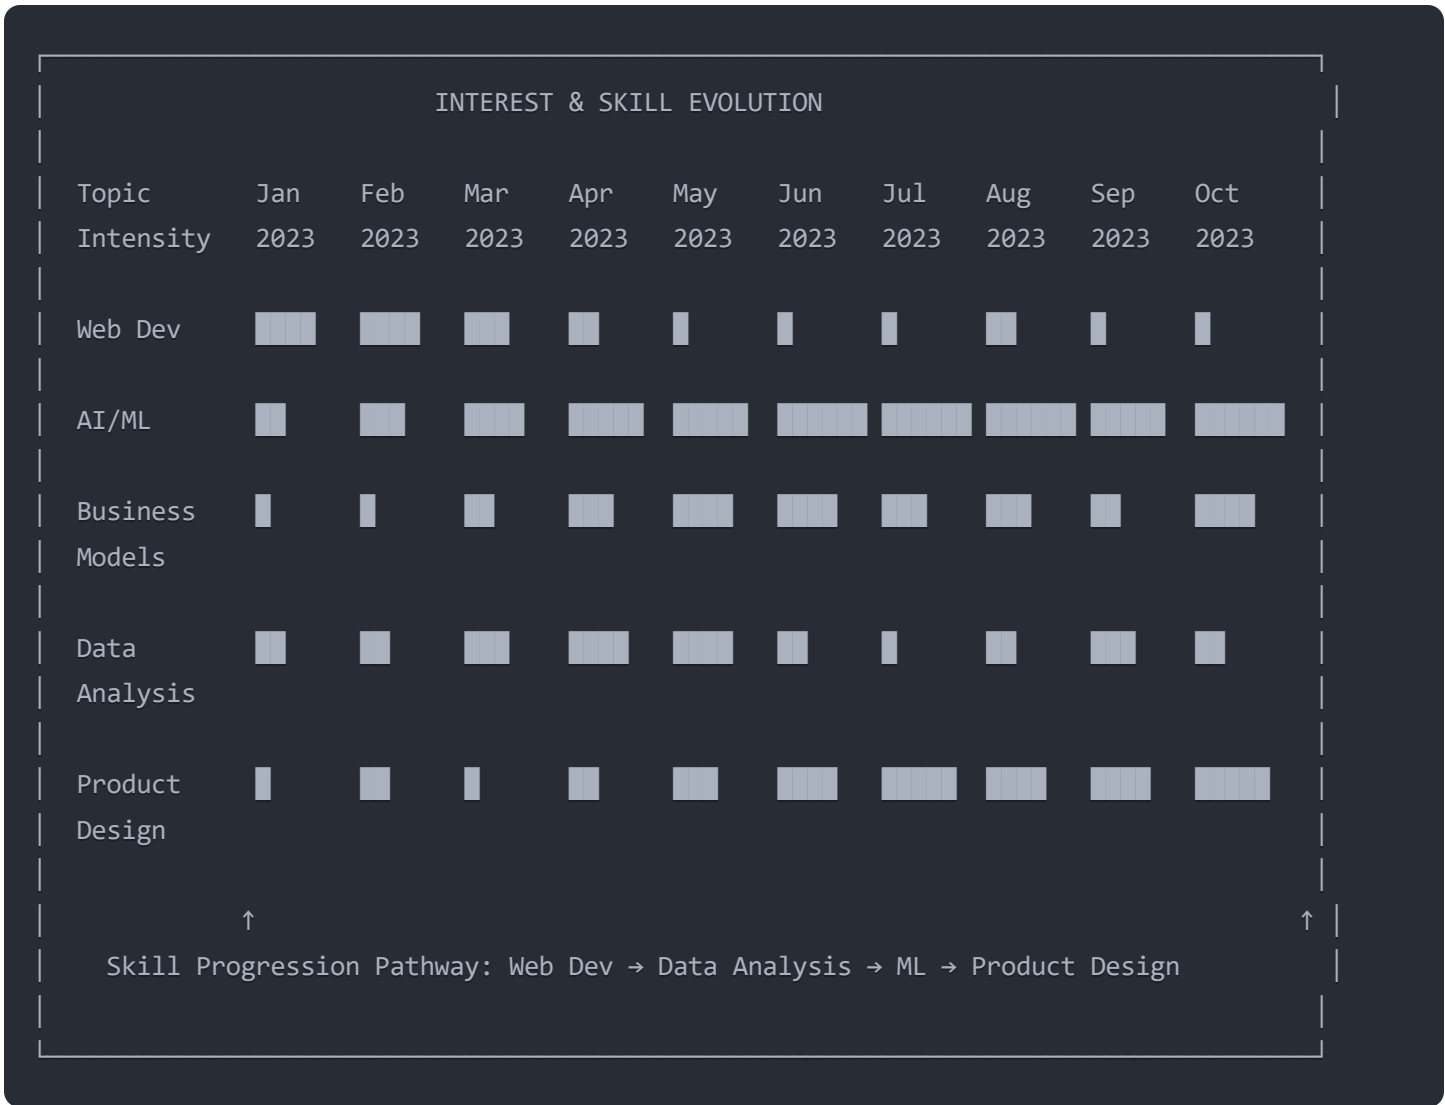 INTEREST & SKILL EVOLUTION
Topic Jan Feb Mar Apr May Jun Jul Aug Sep Oct
Intensity 2023 2023 2023 2023 2023 2023 2023 2023 2023 2023
Web Dev ████ ████ ███ ██ █ █ █ ██ █ █
AI/ML ██ ███ ████ █████ █████ ██████ ██████ ██████ █████ ██████
Business █ █ ██ ███ ████ ████ ███ ███ ██ ████
Models
Data ██ ██ ███ ████ ████ ██ █ ██ ███ ██
Analysis
Product █ ██ █ ██ ███ ████ █████ ████ ████ █████
Design
↑ ↑
Skill Progression Pathway: Web Dev → Data Analysis → ML → Product Design